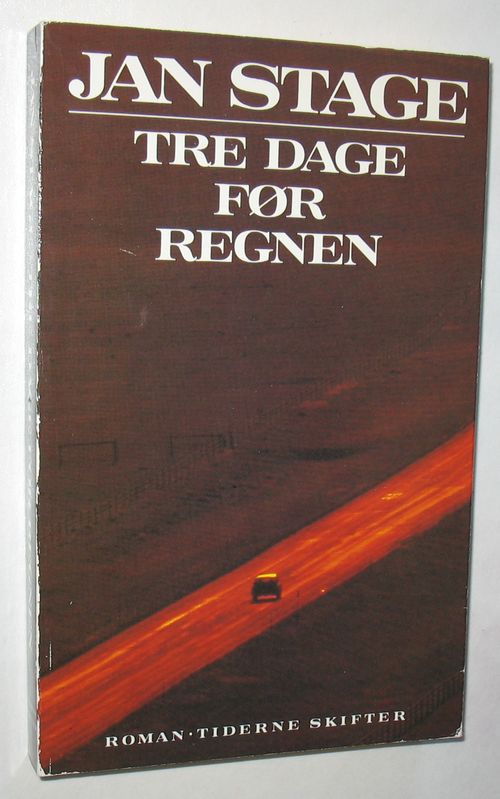 JAN STAGE
TRE DAGE
FØR
REGNEN
ROMAN · TIDERNE SKIFTER